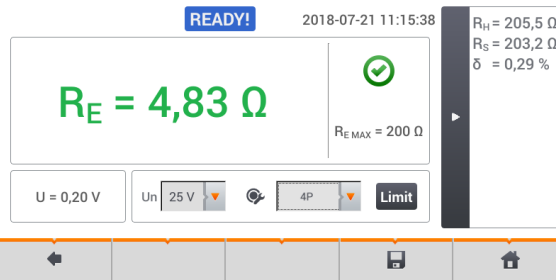 READY!
2018-07-21 11:15:38
RE = 4,83 Ω
RE MAX = 200 Ω
RH = 205,5 Ω
RS = 203,2 Ω
δ = 0,29 %
U = 0,20 V
Un 25 V
4P
Limit